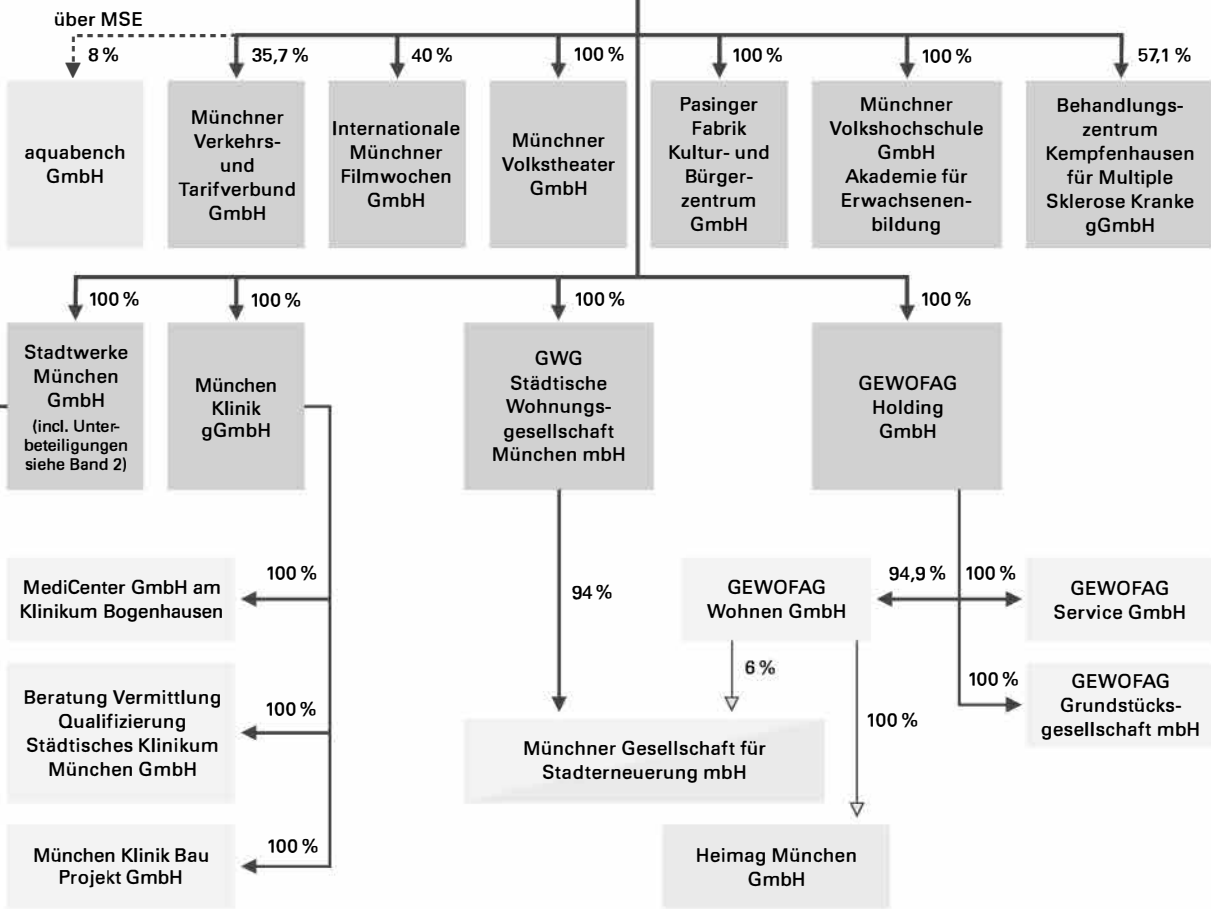 über MSE
8 %
35,7 %
40 %
100 %
100 %
100 %
57,1 %
aquabench
GmbH
Münchner
Verkehrs-
und
Tarifverbund
GmbH
Internationale
Münchner
Filmwochen
GmbH
Münchner
Volkstheater
GmbH
Pasinger
Fabrik
Kultur- und
Bürger-
zentrum
GmbH
Münchner
Volkshochschule
GmbH
Akademie für
Erwachsenen-
bildung
Behandlungs-
zentrum
Kempfenhausen
für Multiple
Sklerose Kranke
gGmbH
100 %
100 %
100 %
100 %
Stadtwerke
München
GmbH
(incl. Unter-
beteiligungen
siehe Band 2)
München
Klinik
gGmbH
GWG
Städtische
Wohnungs-
gesellschaft
München mbH
GEWOFAG
Holding
GmbH
100 %
MediCenter GmbH am
Klinikum Bogenhausen
100 %
Beratung Vermittlung
Qualifizierung
Städtisches Klinikum
München GmbH
100 %
München Klinik Bau
Projekt GmbH
94 %
94,9 %
100 %
GEWOFAG
Wohnen GmbH
GEWOFAG
Service GmbH
6 %
100 %
100 %
GEWOFAG
Grundstücks-
gesellschaft mbH
Münchner Gesellschaft für
Stadterneuerung mbH
Heimag München
GmbH